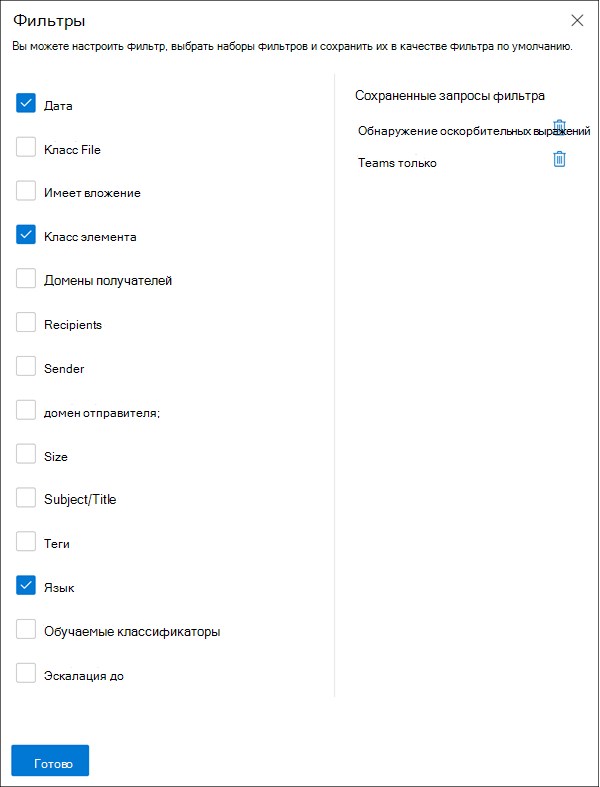 Фильтры
Вы можете настроить фильтр, выбрать наборы фильтров и сохранить их в качестве фильтра по умолчанию.
Дата
Класс File
Имеет вложение
Класс элемента
Домены получателей
Recipients
Sender
домен отправителя;
Size
Subject/Title
Теги
Язык
Обучаемые классификаторы
Эскалация до
Сохраненные запросы фильтра
Обнаружение оскорбительных выражений
Teams только
Готово